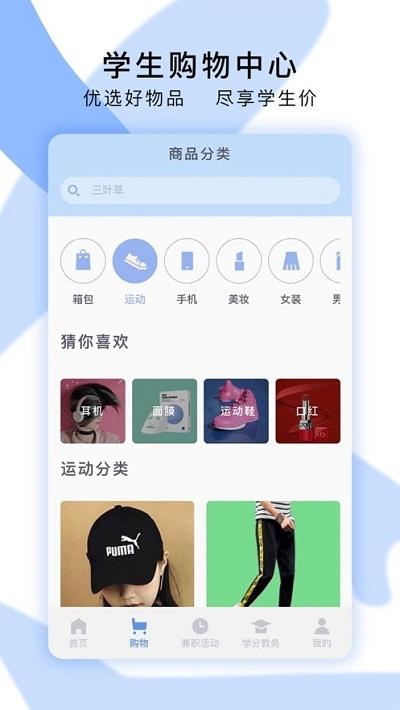 学生购物中心
优选好物品 尽享学生价
商品分类
三叶草
箱包 运动 手机 美妆 女装 男
猜你喜欢
耳机 面膜 运动鞋 口红
运动分类
PUMA
首页 购物 兼职活动 学分教务 我的